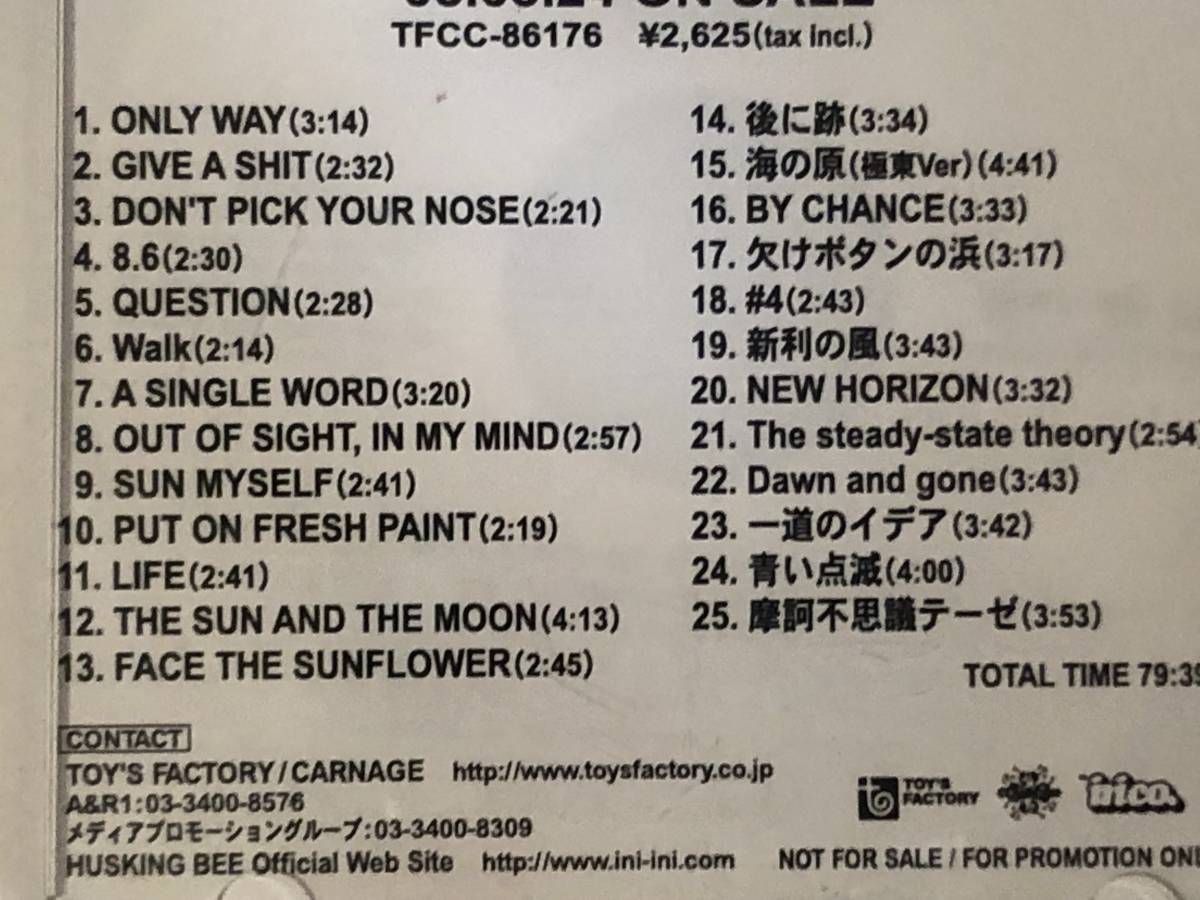 TFCC-86176 ¥2,625(tax incl.)
1. ONLY WAY(3:14)
2. GIVE A SHIT(2:32)
3. DON'T PICK YOUR NOSE(2:21)
4. 8.6(2:30)
5. QUESTION(2:28)
6. Walk(2:14)
7. A SINGLE WORD(3:20)
8. OUT OF SIGHT, IN MY MIND(2:57)
9. SUN MYSELF(2:41)
10. PUT ON FRESH PAINT(2:19)
11. LIFE(2:41)
12. THE SUN AND THE MOON(4:13)
13. FACE THE SUNFLOWER(2:45)
14. 後に跡(3:34)
15. 海の原(極東Ver)(4:41)
16. BY CHANCE(3:33)
17. 欠けボタンの浜(3:17)
18. #4(2:43)
19. 新利の風(3:43)
20. NEW HORIZON(3:32)
21. The steady-state theory(2:54)
22. Dawn and gone(3:43)
23. 一道のイデア(3:42)
24. 青い点滅(4:00)
25. 摩訶不思議テーゼ(3:53)
TOTAL TIME 79:39
CONTACT
TOY'S FACTORY/CARNAGE http://www.toysfactory.co.jp
A&R1:03-3400-8576
メディアプロモーショングループ:03-3400-8309
HUSKING BEE Official Web Site http://www.ini-ini.com
TOY'S
FACTORY
inico.
NOT FOR SALE / FOR PROMOTION ONL